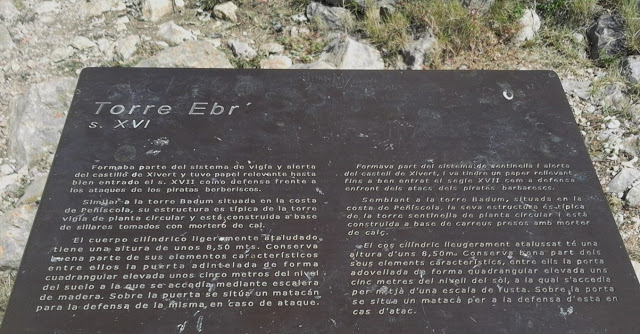 Torre Ebr
s. XVI
Formaba parte del sistema de vigía y alerta
del castillo de Xivert y tuvo papel relevante hasta
bien entrado el s. XVII como defensa frente a
los ataques de los piratas berberiscos.
Similar a la torre Badum situada en la costa
de Peñíscola, su estructura es típica de la torre
vigía de planta circular y está construida a base
de sillares tomados con mortero de cal.
El cuerpo cilíndrico ligeramente ataludado
tiene una altura de unos 8,50 mts. Conserva
buena parte de sus elementos característicos
entre ellos la puerta adintelada de forma
cuadrangular elevada unos cinco metros del nivel
del suelo a la que se accedía mediante escalera
de madera. Sobre la puerta se sitúa un matacán
para la defensa de la misma en caso de ataque.
Formava part del sistema de sentinella i alerta
del castell de Xivert, i va tindre un paper rellevant
fins a ben entrat el segle XVII com a defensa
enfront dels atacs dels pirates barbarescs.
Semblant a la torre Badum, situada en la
costa de Peníscola, la seva estructura és típica
de la torre sentinella de planta circular i està
construïda a base de carreus presos amb morter
de calç.
El cos cilíndric lleugerament atalussat té una
altura d'uns 8,50m. Conserva bona part dels
seus elements característics, entre ells la porta
adovellada de forma quadrangular elevada uns
cinc metres del nivell del sòl, a la qual s'accedia
per mitjà d'una escala de fusta. Sobre la porta
se situa un matacà per a la defensa d'esta en
cas d'atac.